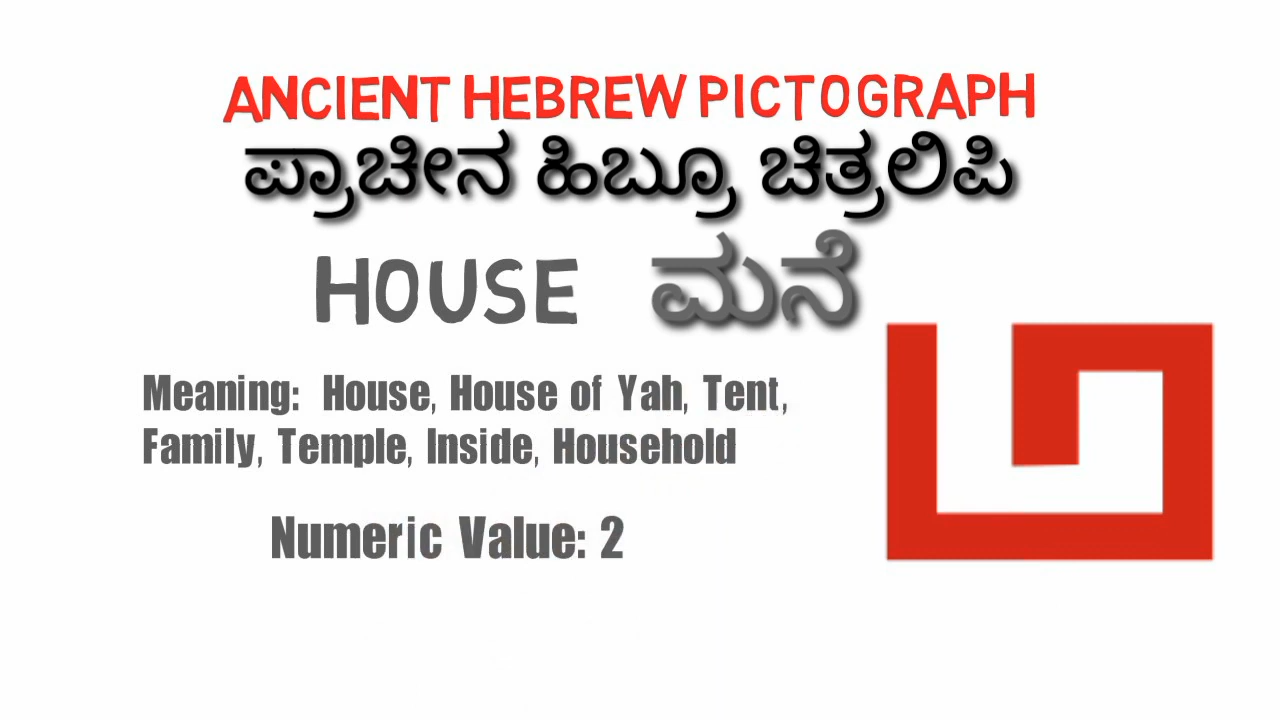 ANCIENT HEBREW PICTOGRAPH
ಪ್ರಾಚೀನ ಹಿಬ್ರೂ ಚಿತ್ರಲಿಪಿ
HOUSE ಮನೆ
Meaning: House, House of Yah, Tent,
Family, Temple, Inside, Household
Numeric Value: 2